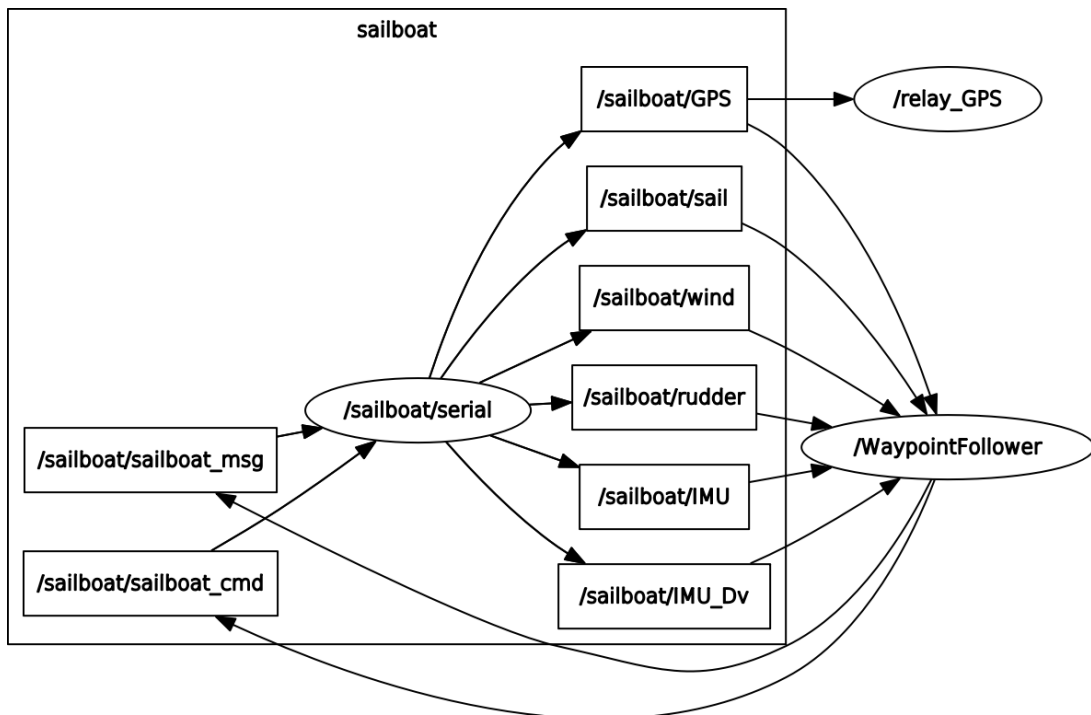 sailboat
/sailboat/GPS
/relay_GPS
/sailboat/sail
/sailboat/wind
/sailboat/rudder
/sailboat/serial
/WaypointFollower
/sailboat/sailboat_msg
/sailboat/IMU
/sailboat/sailboat_cmd
/sailboat/IMU_Dv